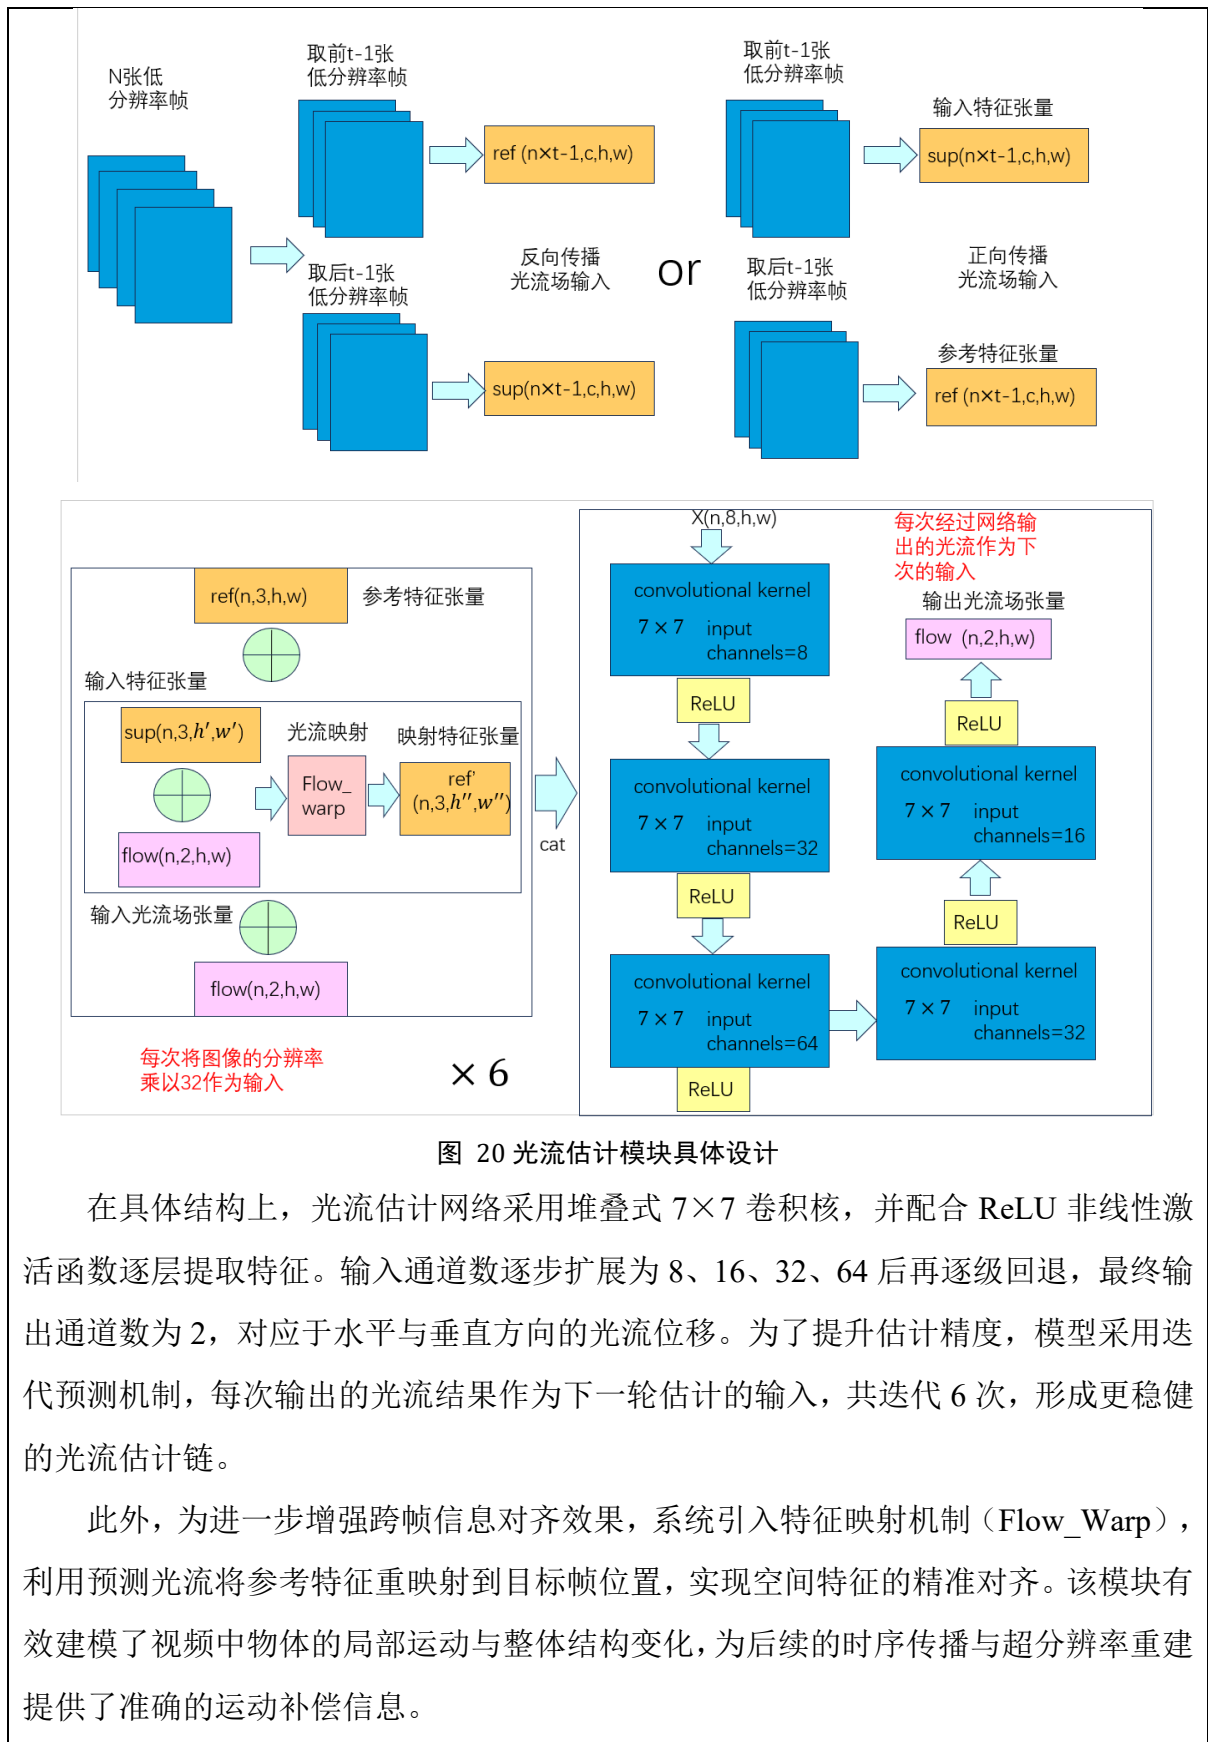 N张低
分辨率帧
取前t-1张
低分辨率帧
ref (n×t-1,c,h,w)
反向传播
光流场输入
取后t-1张
低分辨率帧
sup(n×t-1,c,h,w)
or
取前t-1张
低分辨率帧
输入特征张量
sup(n×t-1,c,h,w)
正向传播
光流场输入
取后t-1张
低分辨率帧
参考特征张量
ref (n×t-1,c,h,w)
ref(n,3,h,w)
参考特征张量
输入特征张量
sup(n,3,h′,w′)
光流映射
Flow_
warp
映射特征张量
ref'
(n,3,h′′,w′′)
flow(n,2,h,w)
输入光流场张量
flow(n,2,h,w)
每次将图像的分辨率
乘以32作为输入
× 6
cat
X(n,8,h,w)
convolutional kernel
7 × 7 input
channels=8
ReLU
convolutional kernel
7 × 7 input
channels=32
ReLU
convolutional kernel
7 × 7 input
channels=64
ReLU
convolutional kernel
7 × 7 input
channels=32
ReLU
convolutional kernel
7 × 7 input
channels=16
ReLU
flow (n,2,h,w)
输出光流场张量
每次经过网络输
出的光流作为下
次的输入
图 20 光流估计模块具体设计
在具体结构上，光流估计网络采用堆叠式 7×7 卷积核，并配合 ReLU 非线性激
活函数逐层提取特征。输入通道数逐步扩展为 8、16、32、64 后再逐级回退，最终输
出通道数为 2，对应于水平与垂直方向的光流位移。为了提升估计精度，模型采用迭
代预测机制，每次输出的光流结果作为下一轮估计的输入，共迭代 6 次，形成更稳健
的光流估计链。
此外，为进一步增强跨帧信息对齐效果，系统引入特征映射机制（Flow_Warp），
利用预测光流将参考特征重映射到目标帧位置，实现空间特征的精准对齐。该模块有
效建模了视频中物体的局部运动与整体结构变化，为后续的时序传播与超分辨率重建
提供了准确的运动补偿信息。